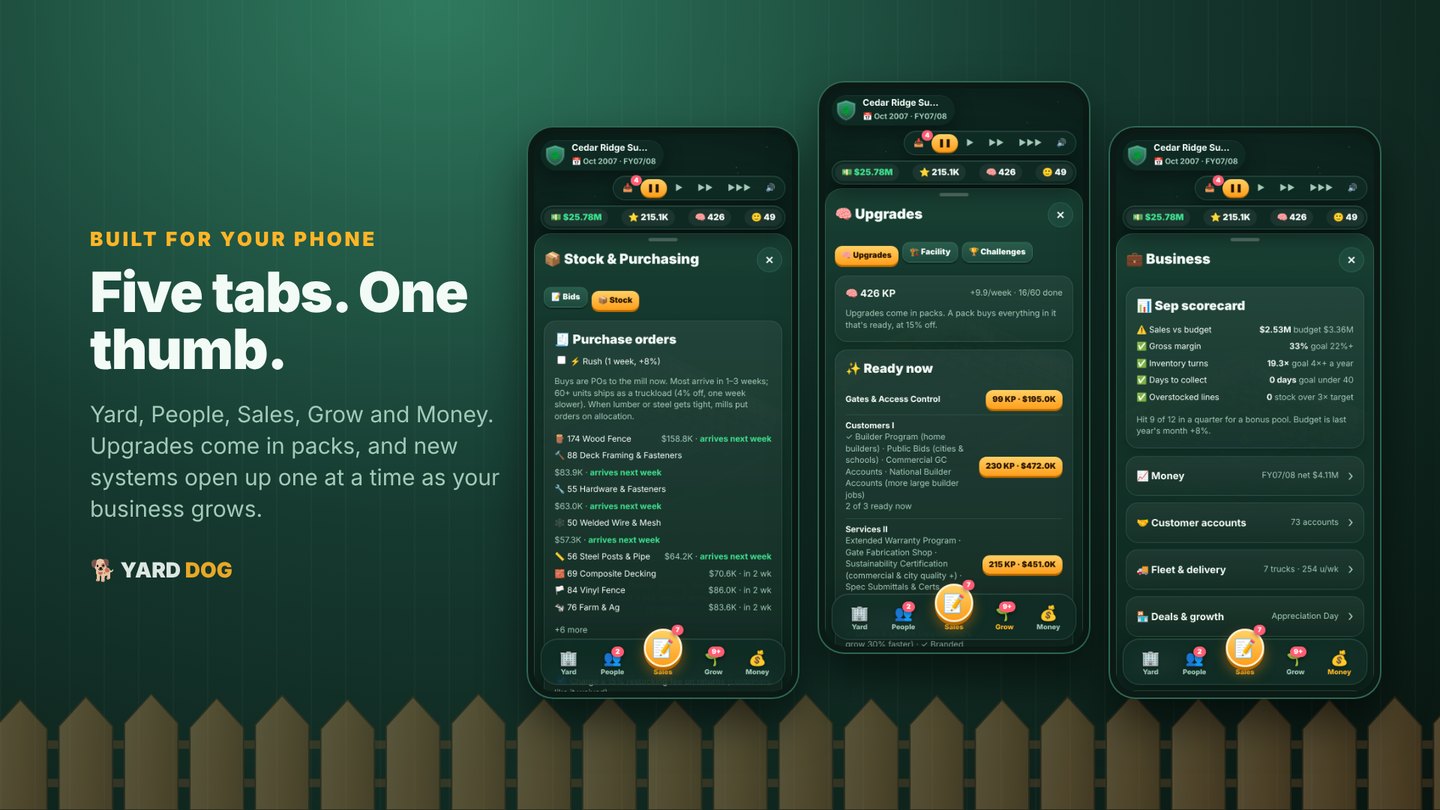 BUILT FOR YOUR PHONE
Five tabs. One
thumb.
Yard, People, Sales, Grow and Money.
Upgrades come in packs, and new
systems open up one at a time as your
business grows.
YARD DOG
Cedar Ridge Su...
Oct 2007 · FY07/08
4
$25.78M
215.1K
426
49
Stock & Purchasing
Bids
Stock
Purchase orders
Rush (1 week, +8%)
Buys are POs to the mill now. Most arrive in 1–3 weeks;
60+ units ships as a truckload (4% off, one week
slower). When lumber or steel gets tight, mills put
orders on allocation.
174 Wood Fence $158.8K · arrives next week
88 Deck Framing & Fasteners
$83.9K · arrives next week
55 Hardware & Fasteners
$63.0K · arrives next week
50 Welded Wire & Mesh
$57.3K · arrives next week
56 Steel Posts & Pipe $64.2K · arrives next week
69 Composite Decking $70.6K · in 2 wk
84 Vinyl Fence $86.0K · in 2 wk
76 Farm & Ag $83.6K · in 2 wk
+6 more
7
2
9+
Yard
People
Sales
Grow
Money
Cedar Ridge Su...
Oct 2007 · FY07/08
4
$25.78M
215.1K
426
49
Upgrades
Upgrades
Facility
Challenges
426 KP +9.9/week · 16/60 done
Upgrades come in packs. A pack buys everything in it
that's ready, at 15% off.
Ready now
Gates & Access Control 99 KP · $195.0K
Customers I
✓ Builder Program (home
builders) · Public Bids (cities &
schools) · Commercial GC
Accounts · National Builder
Accounts (more large builder
jobs)
2 of 3 ready now
230 KP · $472.0K
Services II
Extended Warranty Program ·
Gate Fabrication Shop ·
Sustainability Certification
(commercial & city quality +) ·
Spec Submittals & Certs
215 KP · $451.0K
7
2
9+
Yard
People
Sales
Grow
Money
grow 30% faster) · ✓ Branded
Cedar Ridge Su...
Oct 2007 · FY07/08
4
$25.78M
215.1K
426
49
Business
Sep scorecard
Sales vs budget $2.53M budget $3.36M
Gross margin 33% goal 22%+
Inventory turns 19.3× goal 4×+ a year
Days to collect 0 days goal under 40
Overstocked lines 0 stock over 3× target
Hit 9 of 12 in a quarter for a bonus pool. Budget is last
year's month +8%.
Money FY07/08 net $4.11M
Customer accounts 73 accounts
Fleet & delivery 7 trucks · 254 u/wk
Deals & growth Appreciation Day
7
2
9+
Yard
People
Sales
Grow
Money